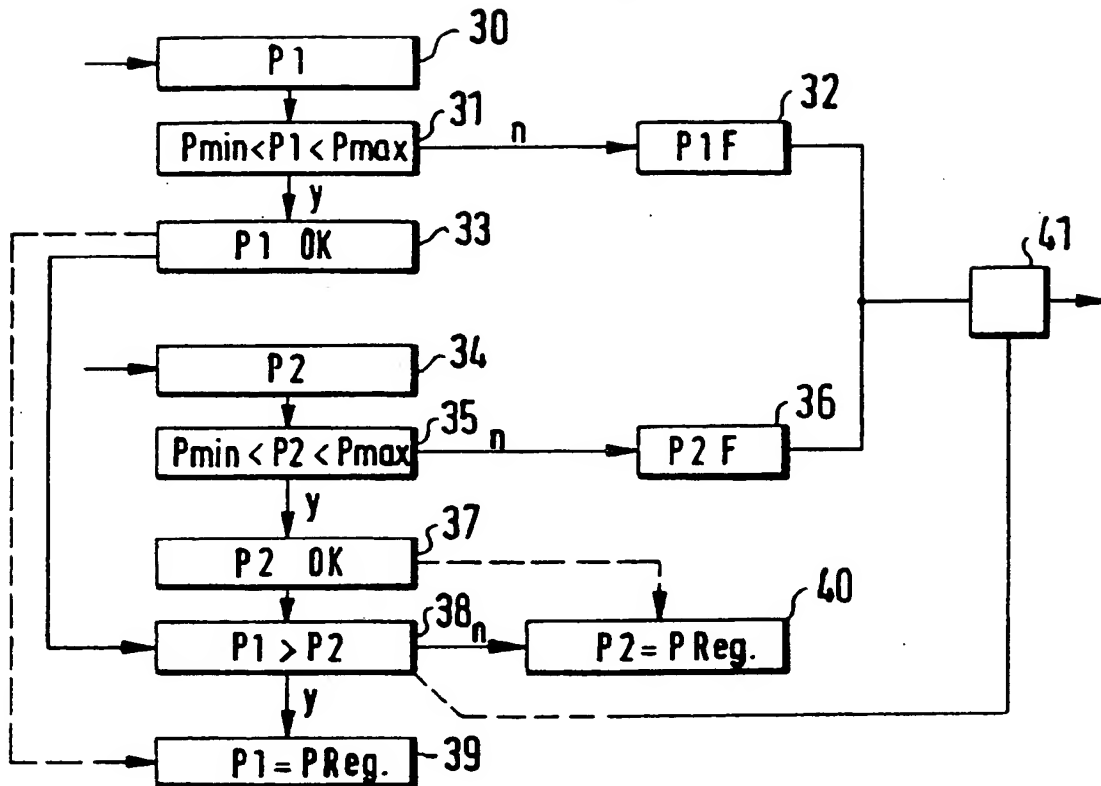 P1
30
Pmin<P1<Pmax
31
n
P1F
32
y
P1 OK
33
41
P2
34
Pmin<P2<Pmax
35
n
P2 F
36
y
P2 OK
37
P1>P2
38
n
P2=PReg.
40
y
P1=PReg.
39